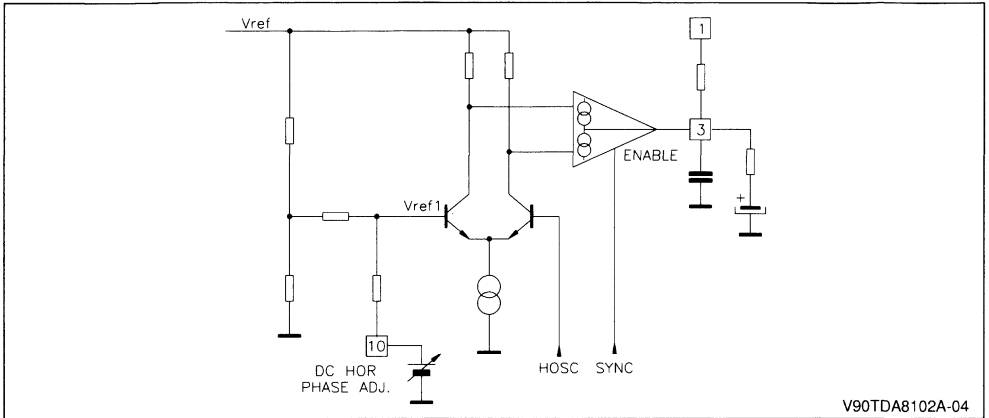 Vref
1
3
ENABLE
Vref1
10
DC HOR
PHASE ADJ.
HOSC SYNC
+
V90TDA8102A-04